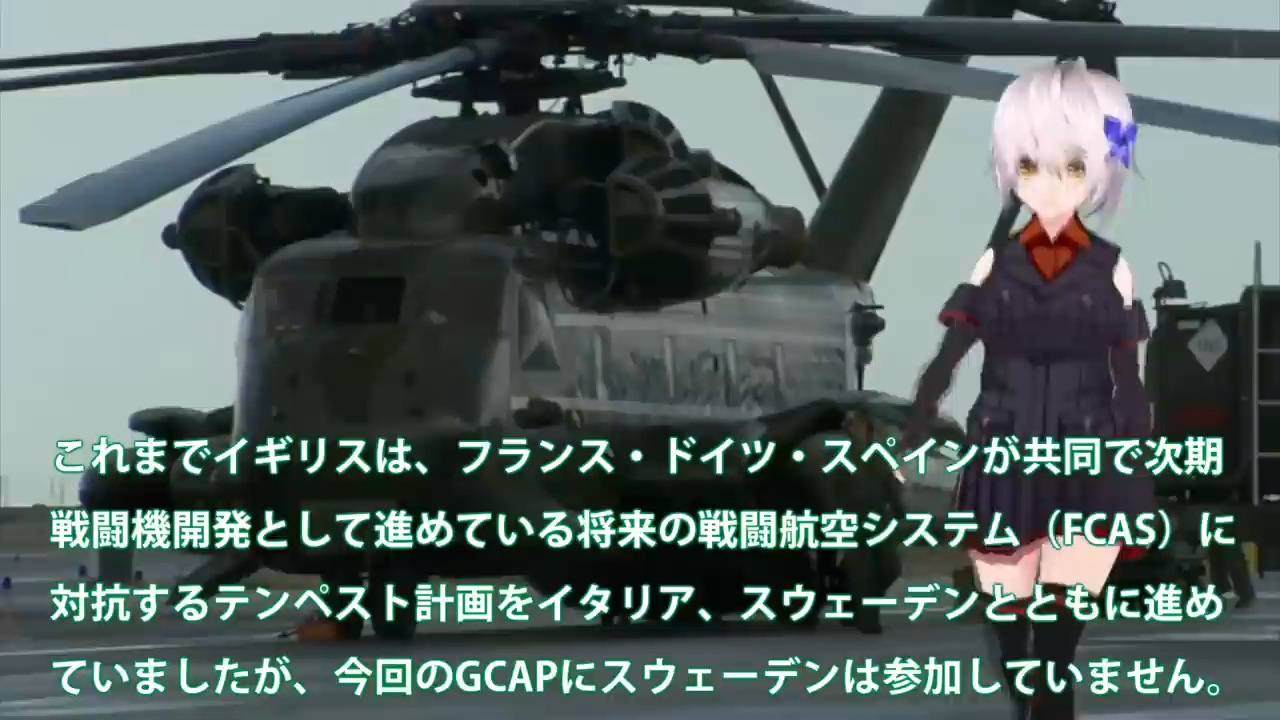 これまでイギリスは、フランス・ドイツ・スペインが共同で次期
戦闘機開発として進めている将来の戦闘航空システム（FCAS）に
対抗するテンペスト計画をイタリア、スウェーデンとともに進め
ていましたが、今回のGCAPにスウェーデンは参加していません。